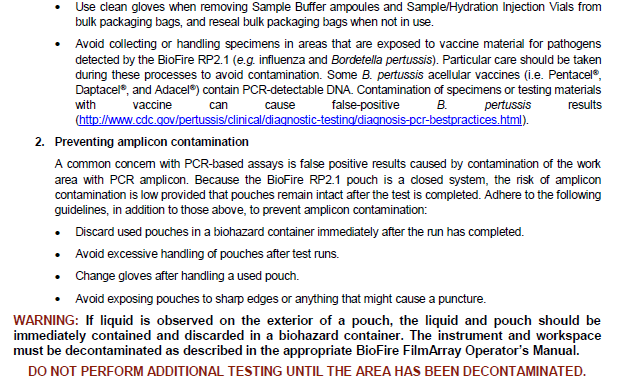 • Use clean gloves when removing Sample Buffer ampoules and Sample/Hydration Injection Vials from
bulk packaging bags, and reseal bulk packaging bags when not in use.
• Avoid collecting or handling specimens in areas that are exposed to vaccine material for pathogens
detected by the BioFire RP2.1 (e.g. influenza and Bordetella pertussis). Particular care should be taken
during these processes to avoid contamination. Some B. pertussis acellular vaccines (i.e. Pentacel®,
Daptacel®, and Adacel®) contain PCR-detectable DNA. Contamination of specimens or testing materials
with vaccine can cause false-positive B. pertussis results
(http://www.cdc.gov/pertussis/clinical/diagnostic-testing/diagnosis-pcr-bestpractices.html).
2. Preventing amplicon contamination
A common concern with PCR-based assays is false positive results caused by contamination of the work
area with PCR amplicon. Because the BioFire RP2.1 pouch is a closed system, the risk of amplicon
contamination is low provided that pouches remain intact after the test is completed. Adhere to the following
guidelines, in addition to those above, to prevent amplicon contamination:
• Discard used pouches in a biohazard container immediately after the run has completed.
• Avoid excessive handling of pouches after test runs.
• Change gloves after handling a used pouch.
• Avoid exposing pouches to sharp edges or anything that might cause a puncture.
WARNING: If liquid is observed on the exterior of a pouch, the liquid and pouch should be
immediately contained and discarded in a biohazard container. The instrument and workspace
must be decontaminated as described in the appropriate BioFire FilmArray Operator's Manual.
DO NOT PERFORM ADDITIONAL TESTING UNTIL THE AREA HAS BEEN DECONTAMINATED.